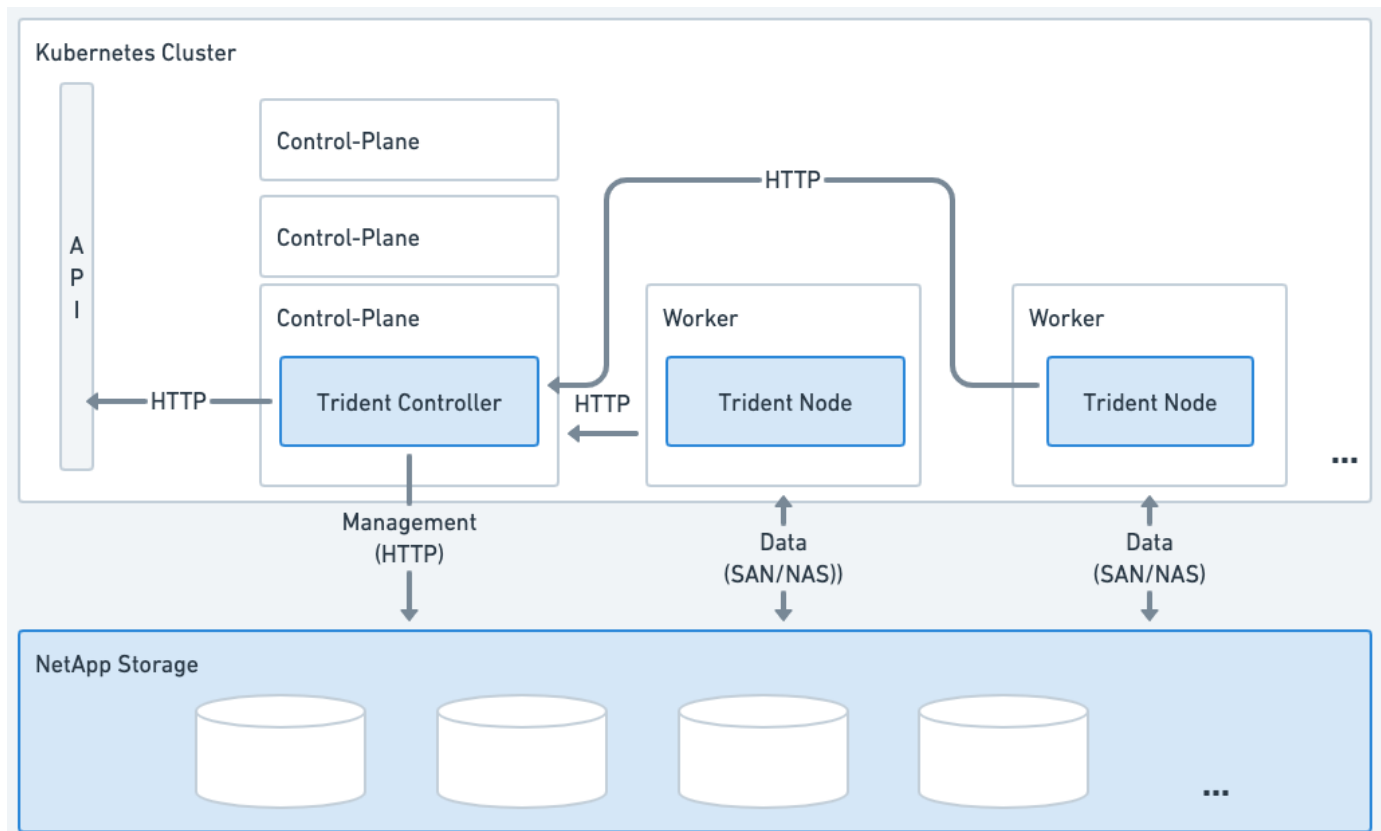 Kubernetes Cluster
A
P
I
Control-Plane
Control-Plane
Control-Plane
Trident Controller
HTTP
HTTP
HTTP
Worker
Trident Node
Worker
Trident Node
...
Management
(HTTP)
Data
(SAN/NAS))
Data
(SAN/NAS)
NetApp Storage
...